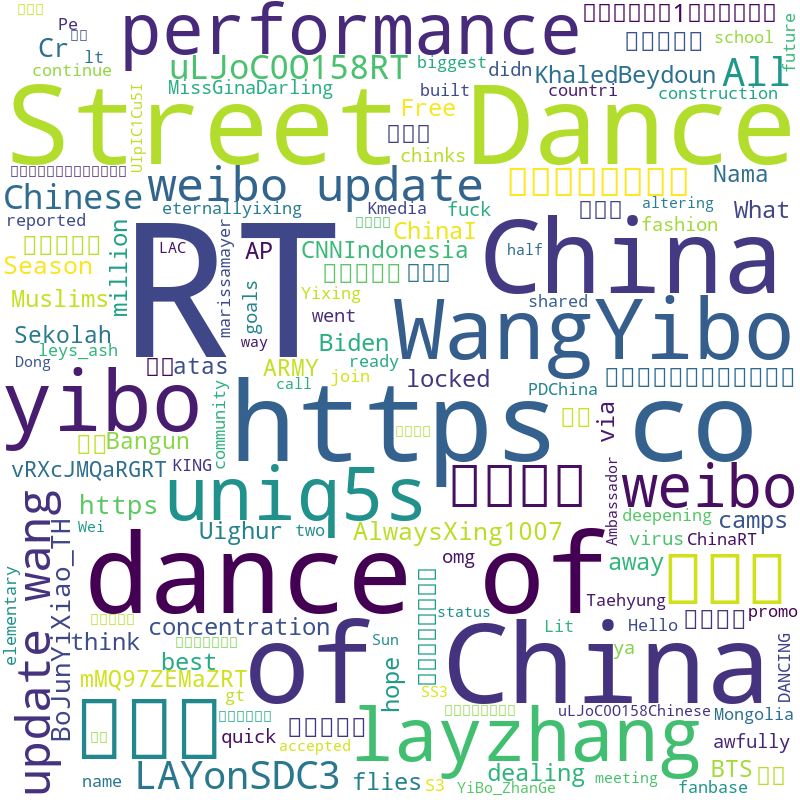 performance
Pe
Cr
lt
continue
uLJoC0O158RT
biggest
didn
MissGinaDarling
built
KhaledBeydoun
countri
All
school
construction
future
Street Dance
UIpIC1Cu5I
Free
chinks
Chinese
weibo update
Nama
reported
eternallyixing
Kmedia
fuck
altering
What
fashion
Season
LAC
AP
ChinaI
CNNIndonesia
half
RT
China
marissamayer
goals
million
Muslims
Yixing
went
shared
Sekolah
leys_ash
way
Biden
ready
WangYibo
Dong
atas
ARMY
call
join
locked
PDChina
yibo
https co
community
via
Bangun
vRXcJMQaRGRT
KING
https
uniq5s
weibo
Ambassador
deepening
camps
Wei
Uighur
two
AlwaysXing1007
virus
ChinaRT
update wang
BoJunYiXiao_TH
elementary
dance of
omg
away
Taehyung
promo
concentration
status
Lit
Hello
think
best
hope
Sun
ya
DANCING
mMQ97ZEMaZRT
gt
of China
SS3
uLJoC0O158Chinese
Mongolia
quick
accepted
layzhang
awfully
name
LAYonSDC3
flies
S3
dealing
YiBo_ZhanGe
meeting
BTS
fanbase